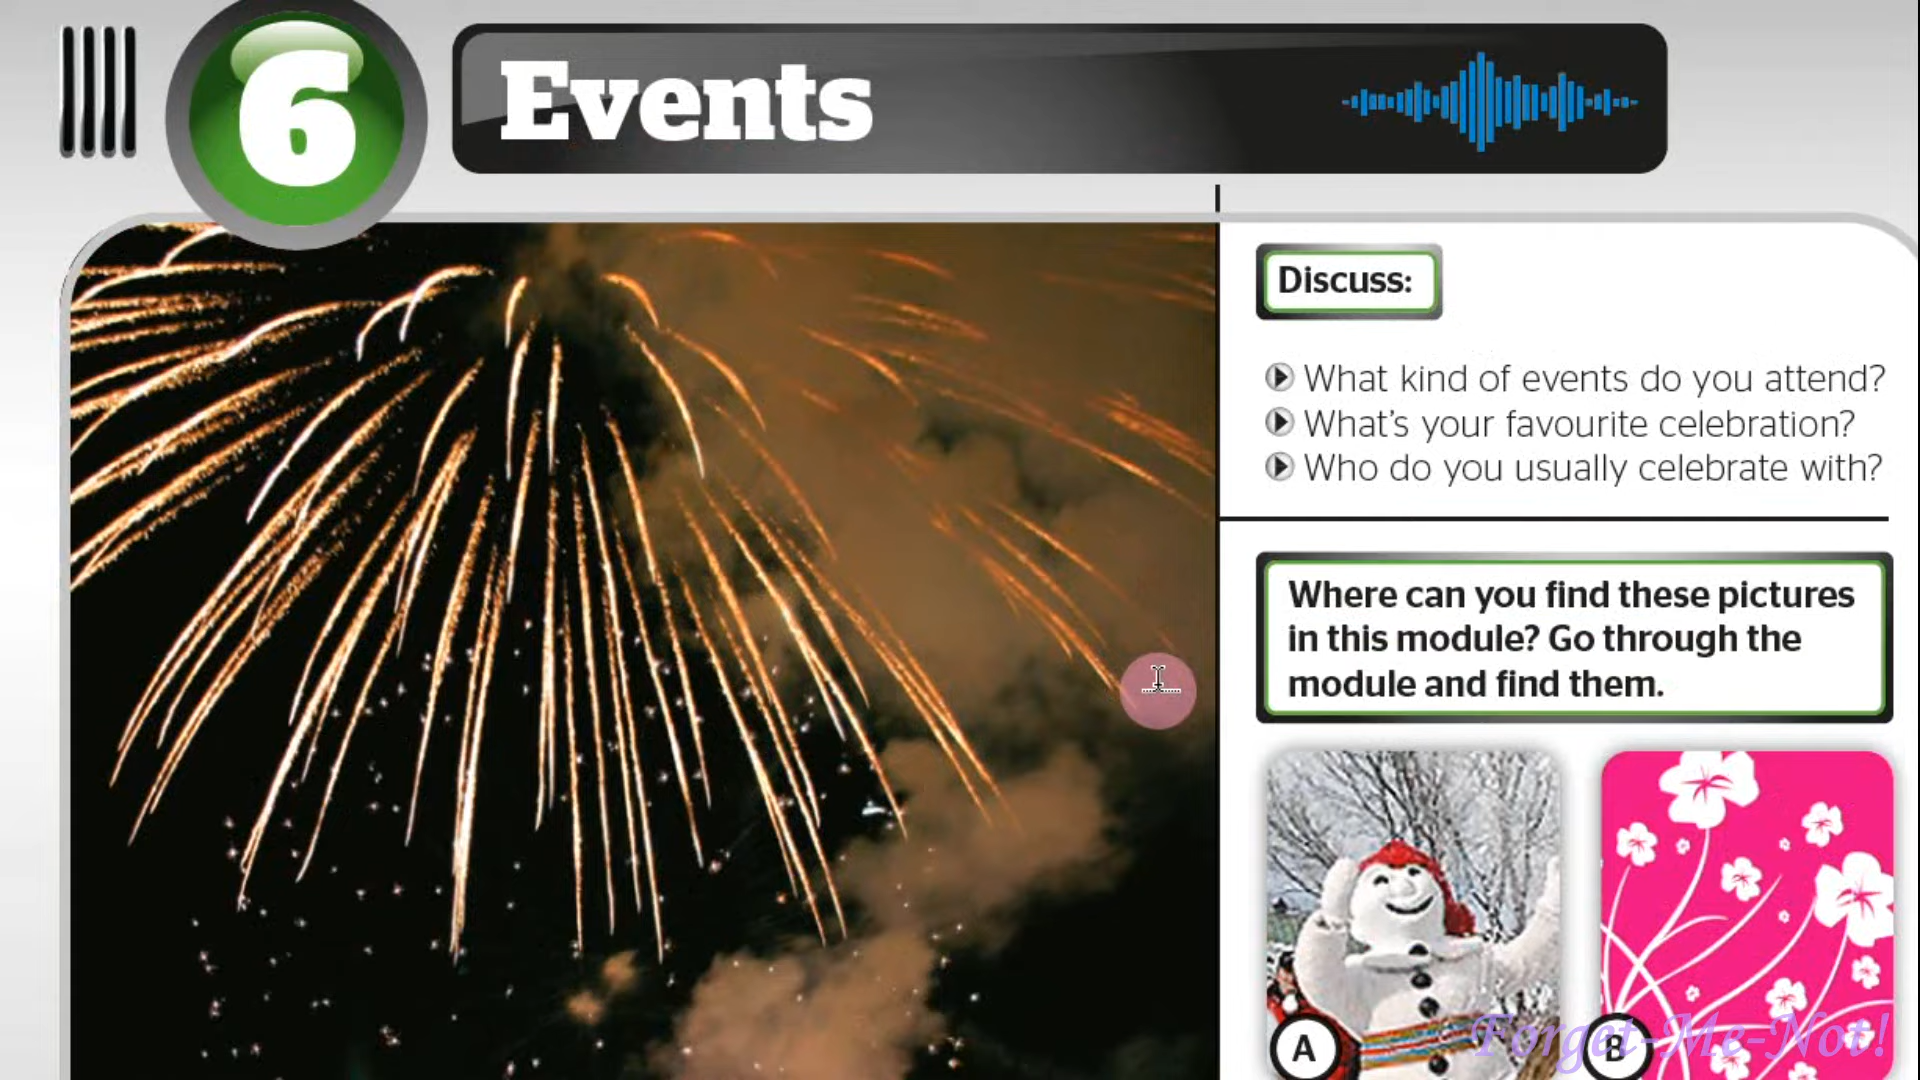 6
Events
Discuss:
What kind of events do you attend?
What's your favourite celebration?
Who do you usually celebrate with?
Where can you find these pictures
in this module? Go through the
module and find them.
A
B
Forget-Me-Not!